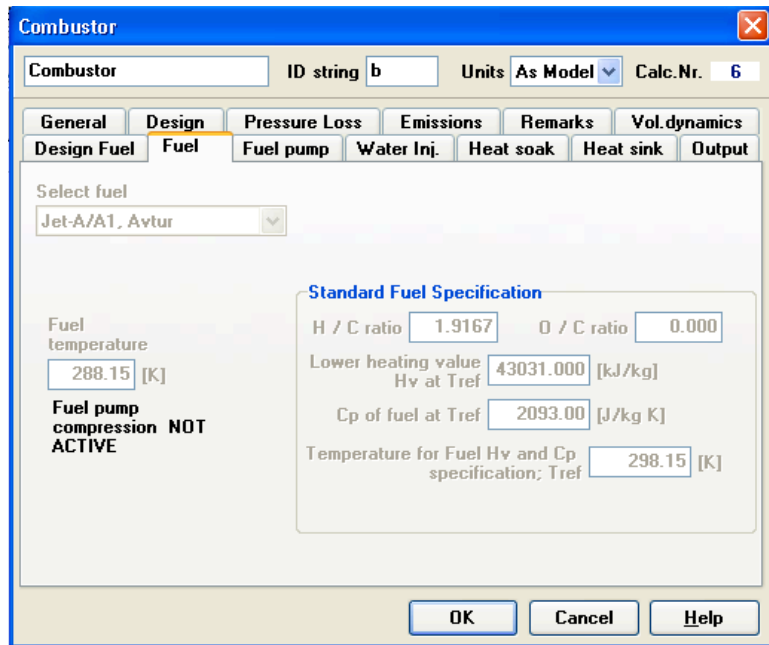 Combustor
Combustor ID string b Units As Model Calc.Nr. 6
General Design Pressure Loss Emissions Remarks Vol.dynamics
Design Fuel Fuel Fuel pump Water Inj. Heat soak Heat sink Output
Select fuel
Jet-A/A1, Avtur
Standard Fuel Specification
H / C ratio 1.9167 O / C ratio 0.000
Fuel
temperature
288.15 [K]
Lower heating value
Hv at Tref 43031.000 [kJ/kg]
Cp of fuel at Tref 2093.00 [J/kg K]
Fuel pump
compression NOT
ACTIVE
Temperature for Fuel Hv and Cp
specification; Tref 298.15 [K]
OK Cancel Help